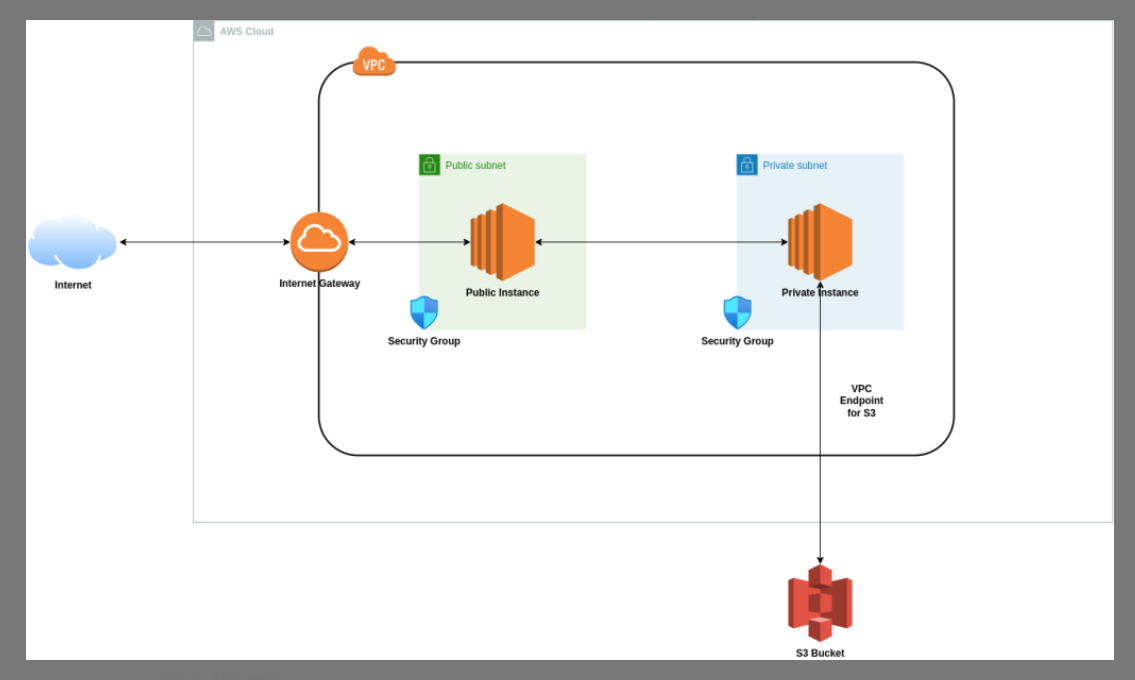 AWS Cloud
VPC
Public subnet
Private subnet
Internet
Internet Gateway
Public Instance
Private Instance
Security Group
Security Group
VPC
Endpoint
for S3
S3 Bucket